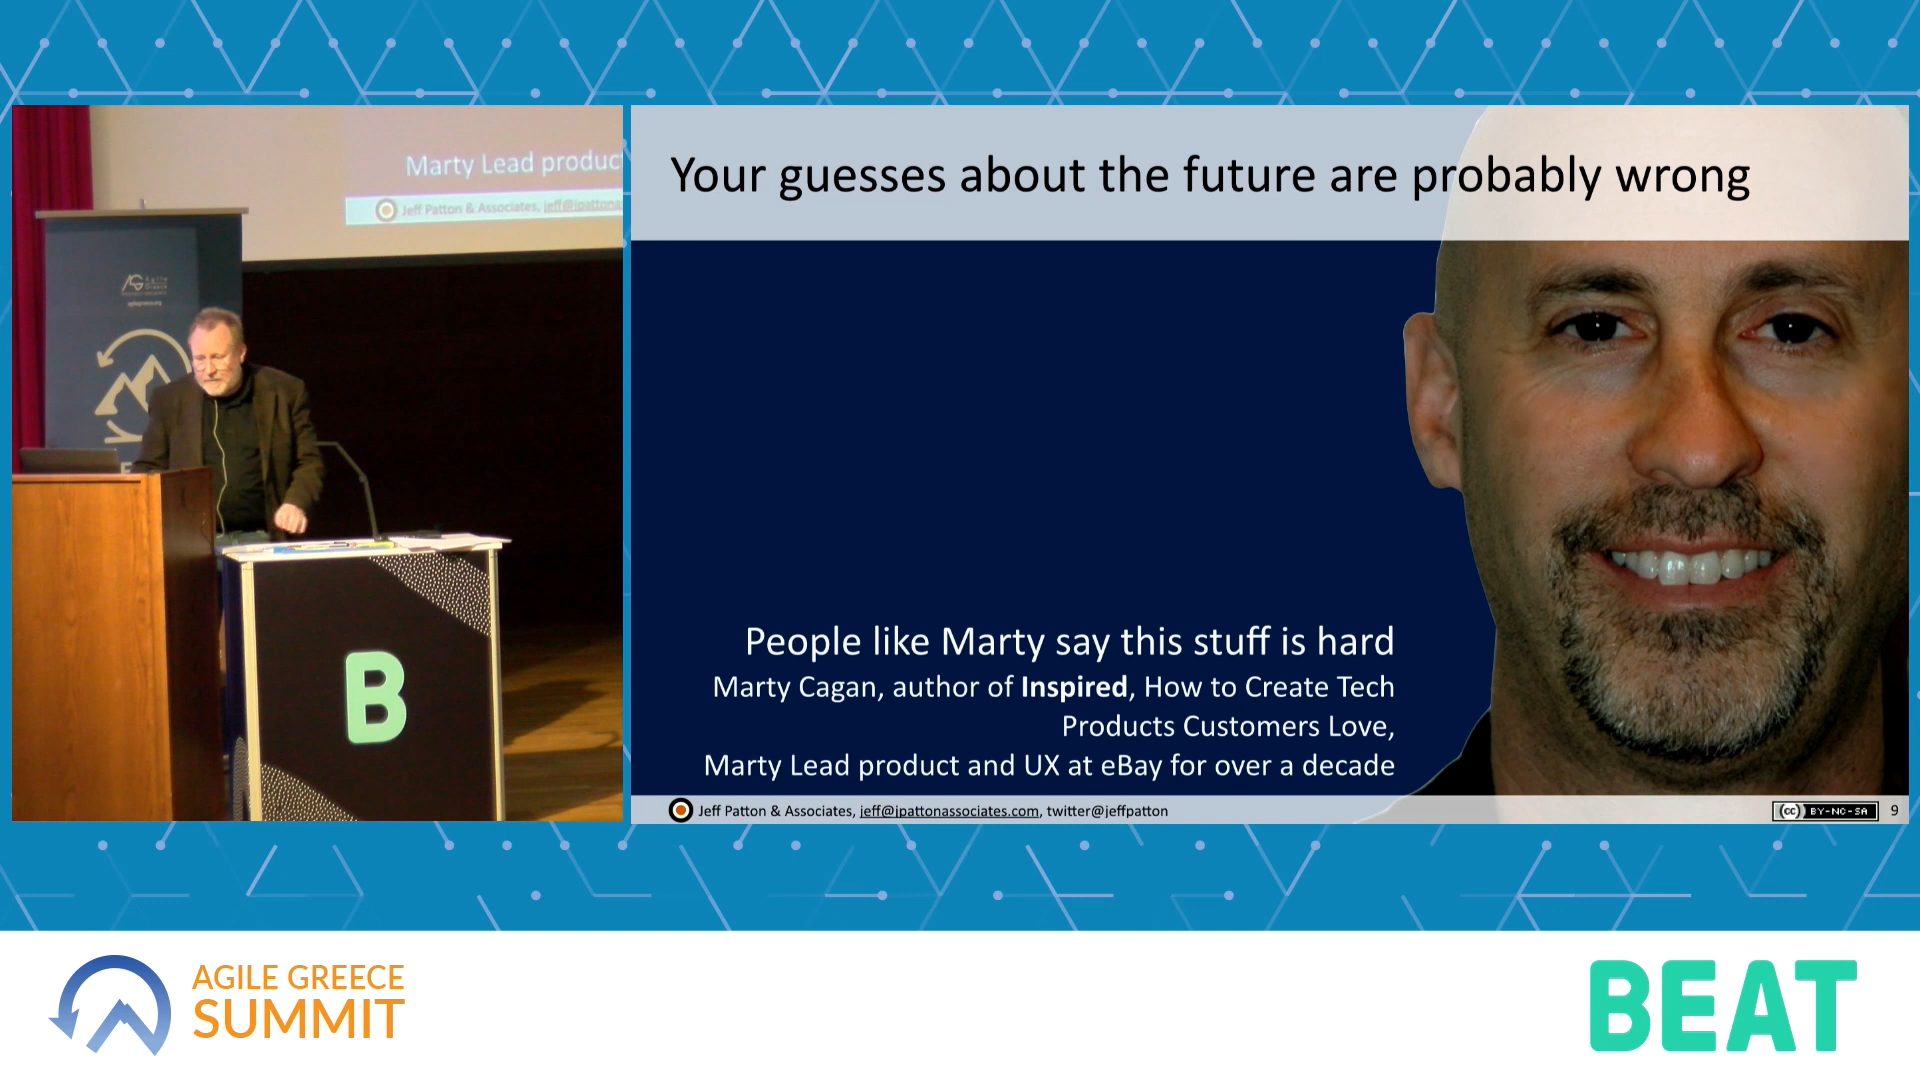 Marty Lead produc
Jeff Patton & Associates, jeff@jpattons
B
Your guesses about the future are probably wrong
People like Marty say this stuff is hard
Marty Cagan, author of Inspired, How to Create Tech
Products Customers Love,
Marty Lead product and UX at eBay for over a decade
Jeff Patton & Associates, jeff@jpattonassociates.com, twitter@jeffpatton
cc BY-NC-SA 9
AGILE GREECE
SUMMIT
BEAT